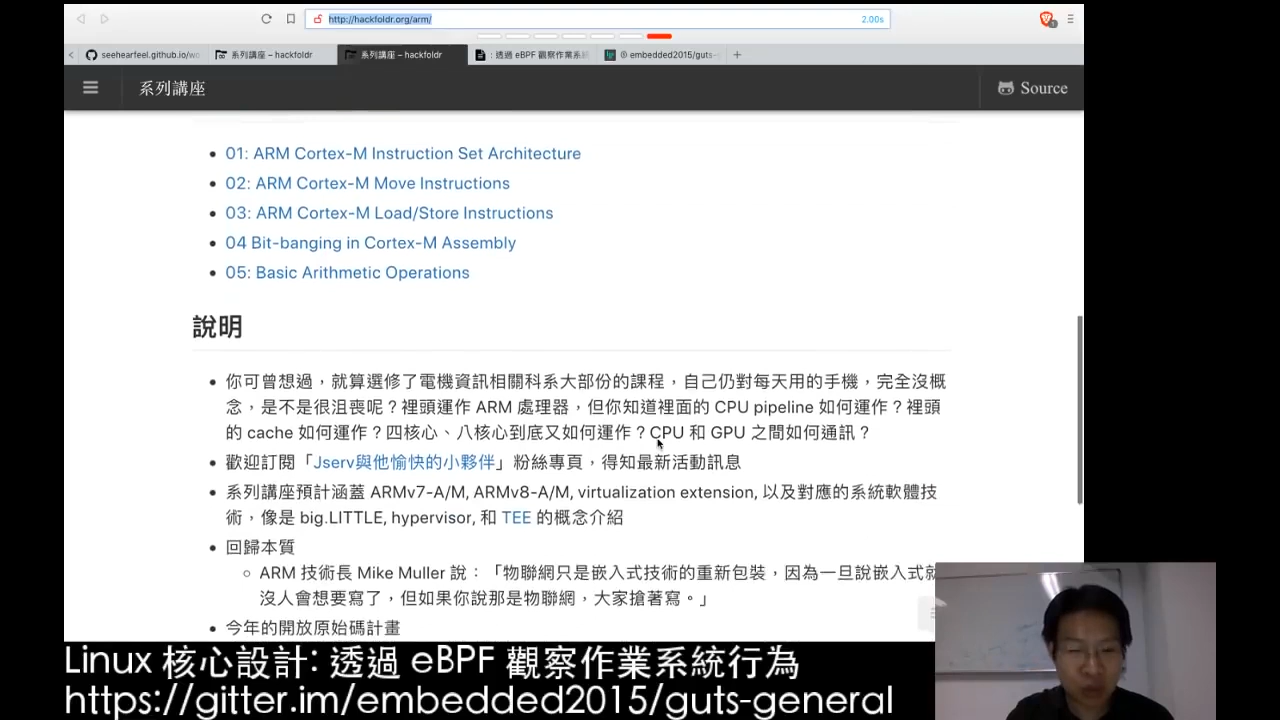 http://hackfoldr.org/arm/
2.00s
seehearfeel.github.io/wo
系列講座 – hackfoldr
系列講座 – hackfoldr
: 透過 eBPF 觀察作業系統
embedded2015/guts-
系列講座
Source
01: ARM Cortex-M Instruction Set Architecture
02: ARM Cortex-M Move Instructions
03: ARM Cortex-M Load/Store Instructions
04 Bit-banging in Cortex-M Assembly
05: Basic Arithmetic Operations
說明
你可曾想過，就算選修了電機資訊相關科系大部份的課程，自己仍對每天用的手機，完全沒概
念，是不是很沮喪呢？裡頭運作 ARM 處理器，但你知道裡面的 CPU pipeline 如何運作？裡頭
的 cache 如何運作？四核心、八核心到底又如何運作？CPU 和 GPU 之間如何通訊？
歡迎訂閱「Jserv與他愉快的小夥伴」粉絲專頁，得知最新活動訊息
系列講座預計涵蓋 ARMv7-A/M, ARMv8-A/M, virtualization extension, 以及對應的系統軟體技
術，像是 big.LITTLE, hypervisor, 和 TEE 的概念介紹
回歸本質
ARM 技術長 Mike Muller 說：「物聯網只是嵌入式技術的重新包裝，因為一旦說嵌入式就
沒人會想要寫了，但如果你說那是物聯網，大家搶著寫。」
今年的開放原始碼計畫
Linux 核心設計: 透過 eBPF 觀察作業系統行為
https://gitter.im/embedded2015/guts-general